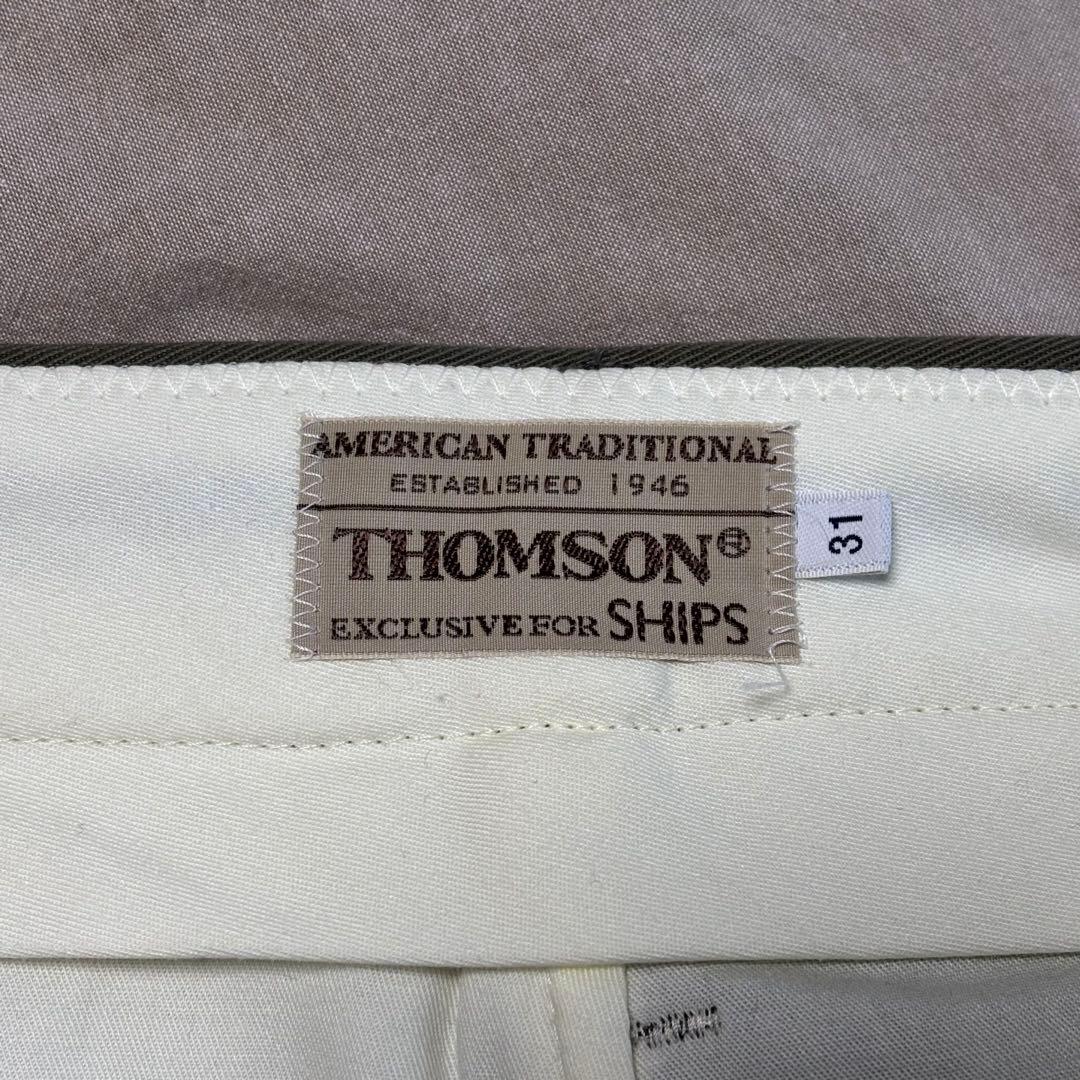 AMERICAN TRADITIONAL
ESTABLISHED 1946
THOMSON®
EXCLUSIVE FOR SHIPS
31